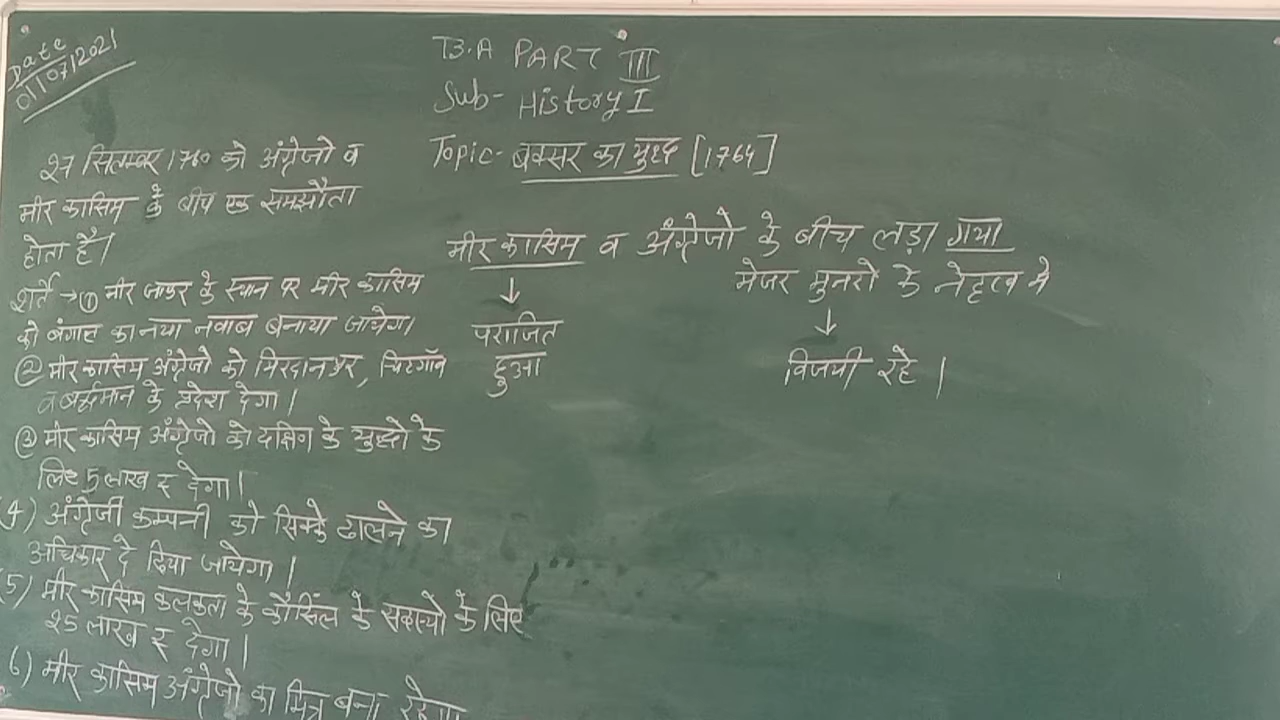 Date
01/07/2021
B.A PART III
Sub- History I
Topic- बक्सर का युद्ध [1764]
27 सितम्बर 1760 को अंग्रेजो व
मीर कासिम के बीच एक समझौता
होता हैं।
शर्ते → ① मीर जाफर के स्थान पर मीर कासिम
को बंगाल का नया नवाब बनाया जायेगा।
② मीर कासिम अंग्रेजो को मिदनापुर, चिटगाँव
व बर्द्धमान के प्रदेश देगा।
③ मीर कासिम अंग्रेजो को दक्षिण के युद्धो के
लिए 5 लाख रु देगा।
(4) अंग्रेजी कम्पनी को सिक्के ढालने का
अधिकार दे दिया जायेगा।
(5) मीर कासिम कलकता के कौंसिल के सदस्यो के लिए
25 लाख रु देगा।
6) मीर कासिम अंग्रेजो का मित्र बना रहेगा
मीर कासिम व अंग्रेजो के बीच लड़ा गया
मेजर मुनरो के नेतृत्व मे
↓
पराजित
हुआ
↓
विजयी रहे।